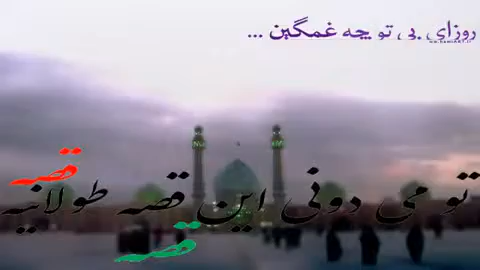 روزای بی تو چه غمگین ...
قصه
تو می دونی این قصه طولانیه
قصه